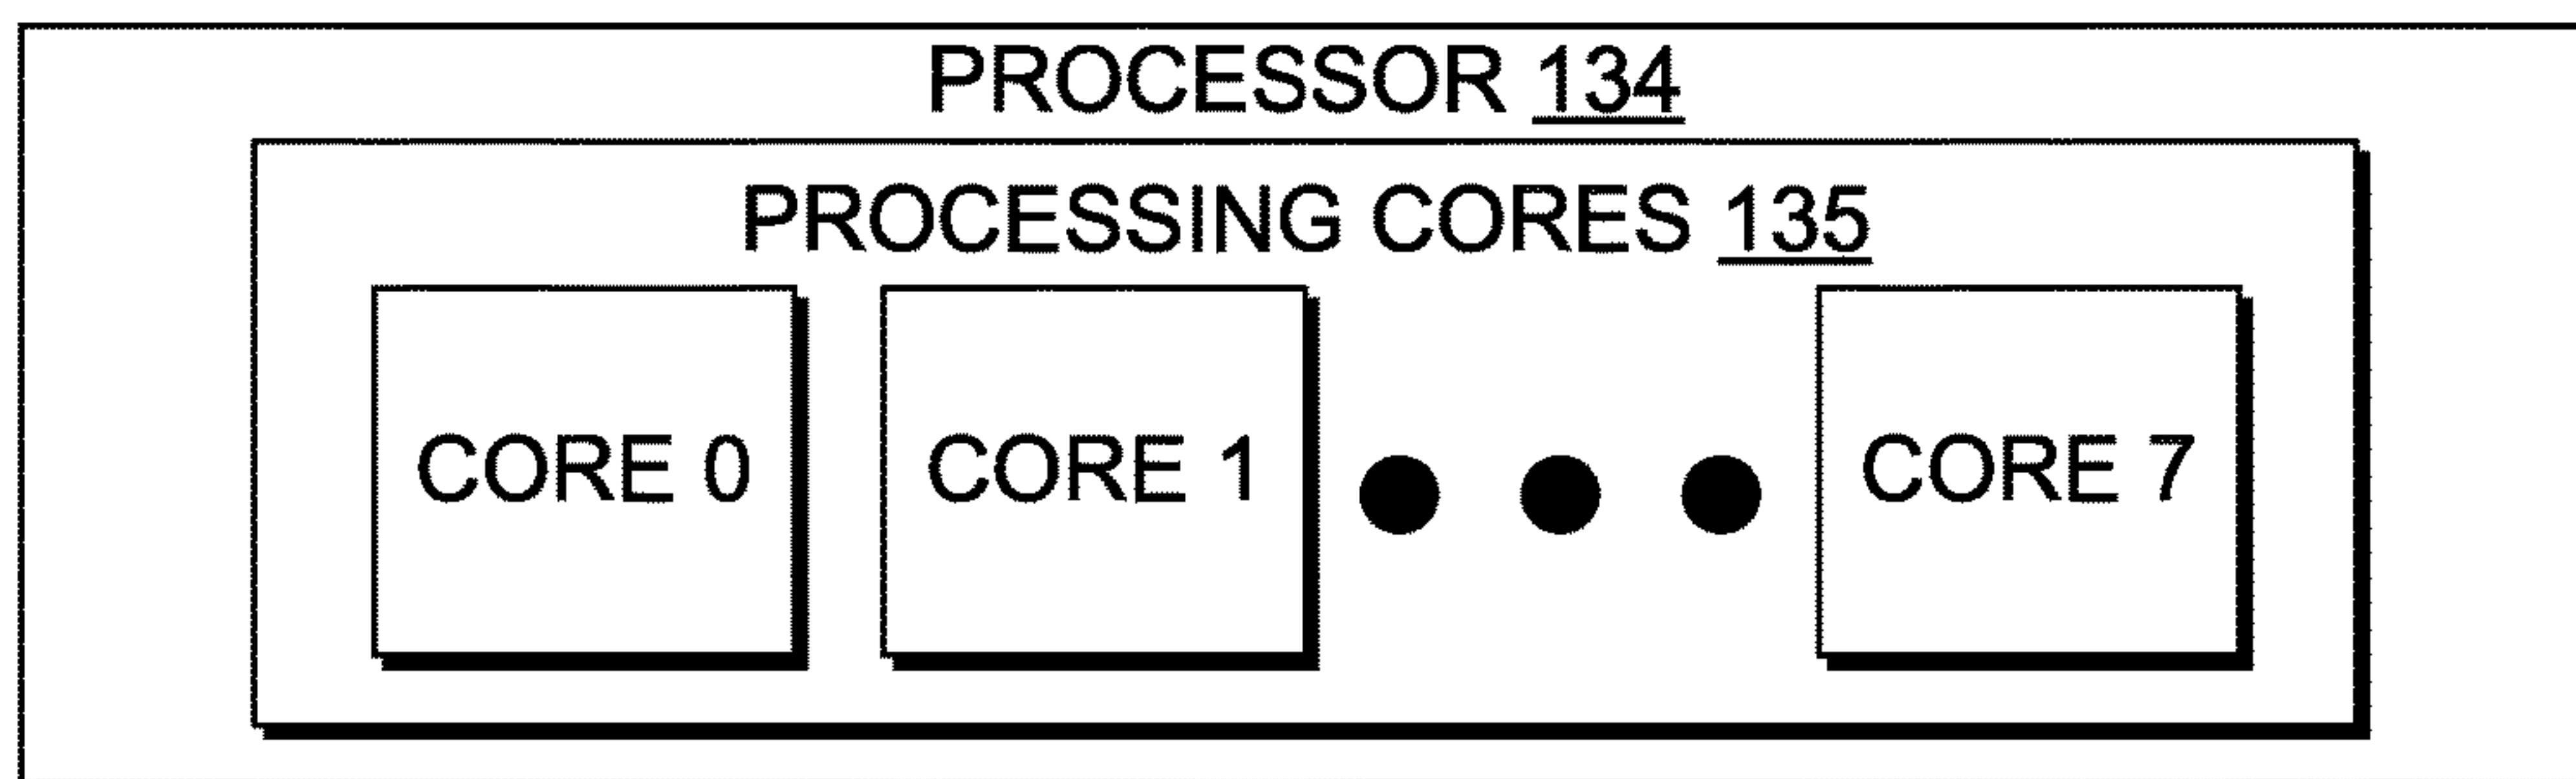 PROCESSOR 134
PROCESSING CORES 135
CORE 0
CORE 1
CORE 7